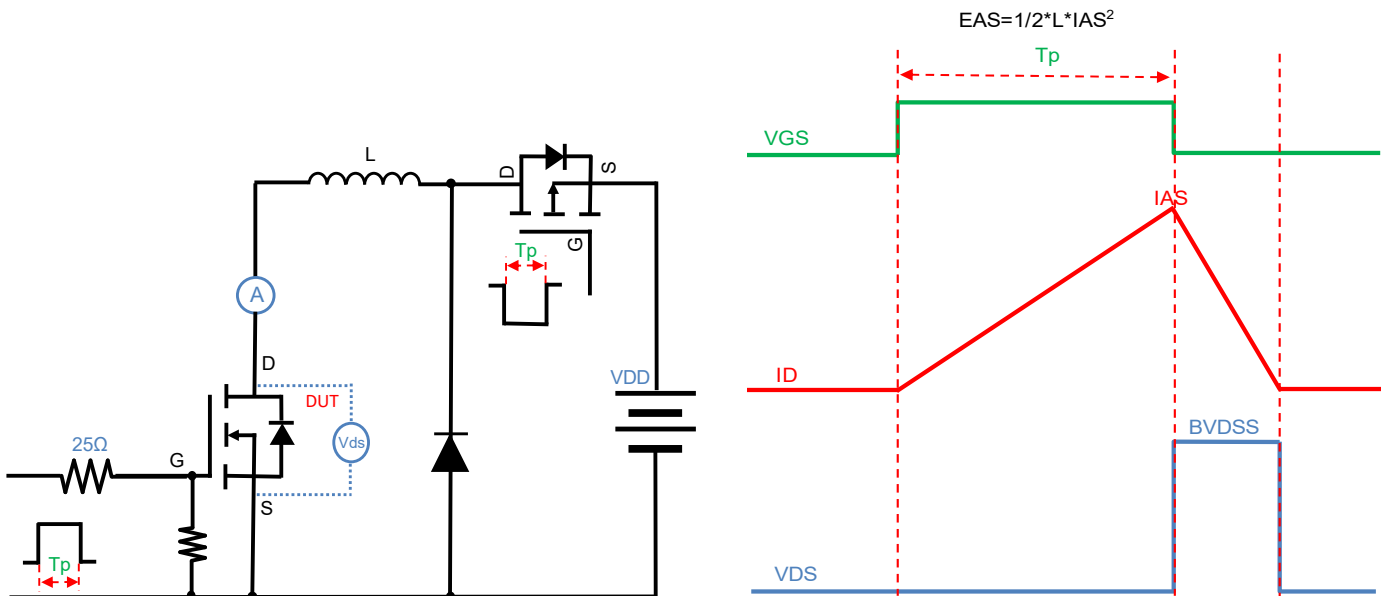 EAS=1/2*L*IAS²
Tp
VGS
L
D
S
G
Tp
IAS
A
D
VDD
ID
DUT
Vds
25Ω
G
S
BVDSS
Tp
VDS